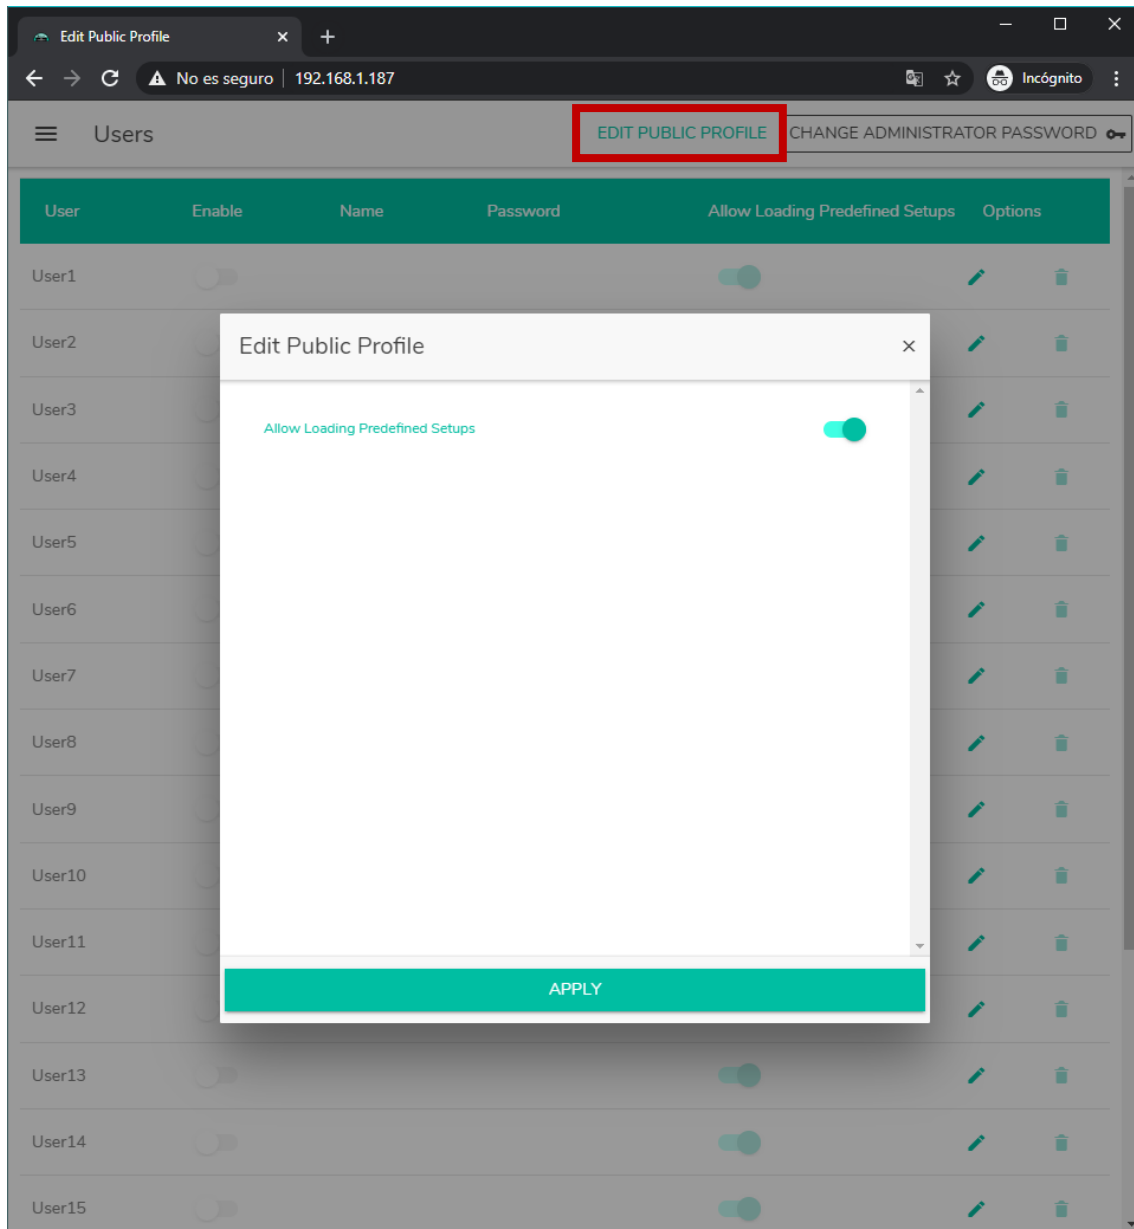 Edit Public Profile
No es seguro | 192.168.1.187
Incógnito
Users
EDIT PUBLIC PROFILE
CHANGE ADMINISTRATOR PASSWORD
User Enable Name Password Allow Loading Predefined Setups Options
User1
User2
Edit Public Profile
User3
Allow Loading Predefined Setups
User4
User5
User6
User7
User8
User9
User10
User11
APPLY
User12
User13
User14
User15